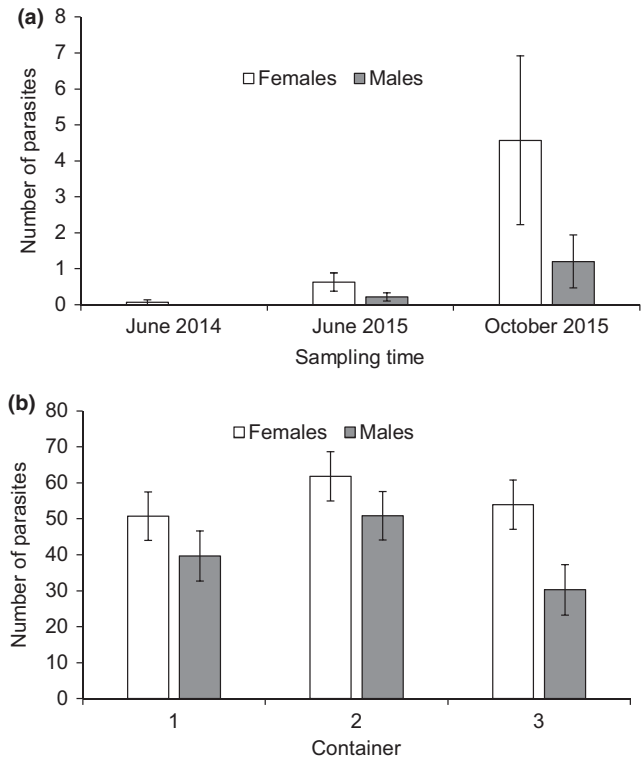 (a)
8
7
6
5
4
3
2
1
0
Number of parasites
Females Males
June 2014 June 2015 October 2015
Sampling time
(b)
80
70
60
50
40
30
20
10
0
Number of parasites
Females Males
1 2 3
Container